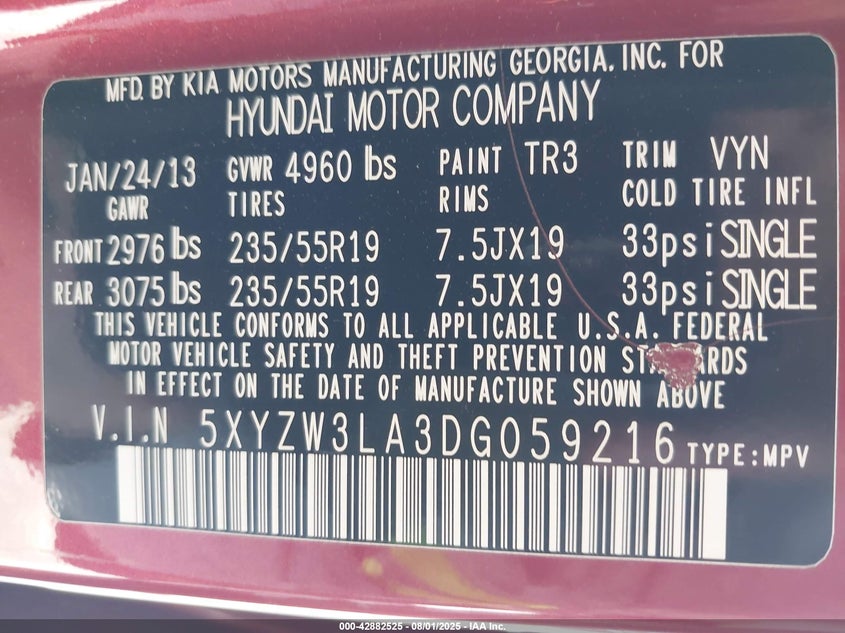 MFD. BY KIA MOTORS MANUFACTURING GEORGIA. INC. FOR
HYUNDAI MOTOR COMPANY
JAN/24/13 GVWR 4960 lbs PAINT TR3 TRIM VYN
GAWR TIRES RIMS COLD TIRE INFL
FRONT 2976 lbs 235/55R19 7.5JX19 33psi SINGLE
REAR 3075 lbs 235/55R19 7.5JX19 33psi SINGLE
THIS VEHICLE CONFORMS TO ALL APPLICABLE U.S.A. FEDERAL
MOTOR VEHICLE SAFETY AND THEFT PREVENTION
IN EFFECT ON THE DATE OF MANUFACTURE SHOWN ABOVE
V.I.N 5XYZW3LA3DG059216 TYPE:MPV
000-42882525 - 08/01/2025 - IAA Inc.